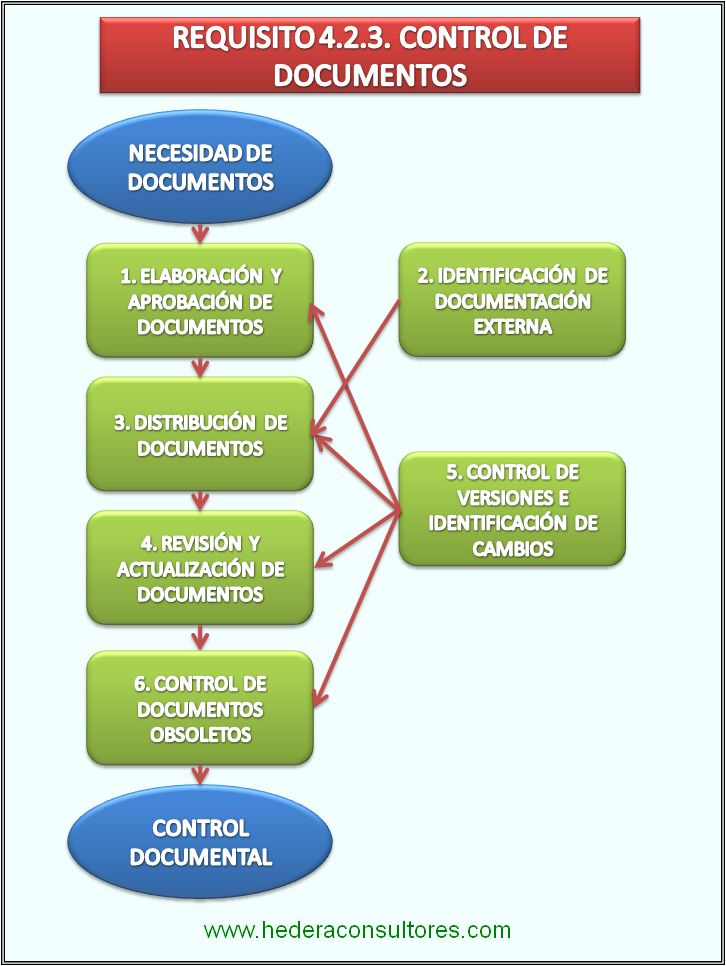 REQUISITO 4.2.3. CONTROL DE
DOCUMENTOS
NECESIDAD DE
DOCUMENTOS
1. ELABORACIÓN Y
APROBACIÓN DE
DOCUMENTOS
2. IDENTIFICACIÓN DE
DOCUMENTACIÓN
EXTERNA
3. DISTRIBUCIÓN DE
DOCUMENTOS
4. REVISIÓN Y
ACTUALIZACIÓN DE
DOCUMENTOS
5. CONTROL DE
VERSIONES E
IDENTIFICACIÓN DE
CAMBIOS
6. CONTROL DE
DOCUMENTOS
OBSOLETOS
CONTROL
DOCUMENTAL
www.hederaconsultores.com